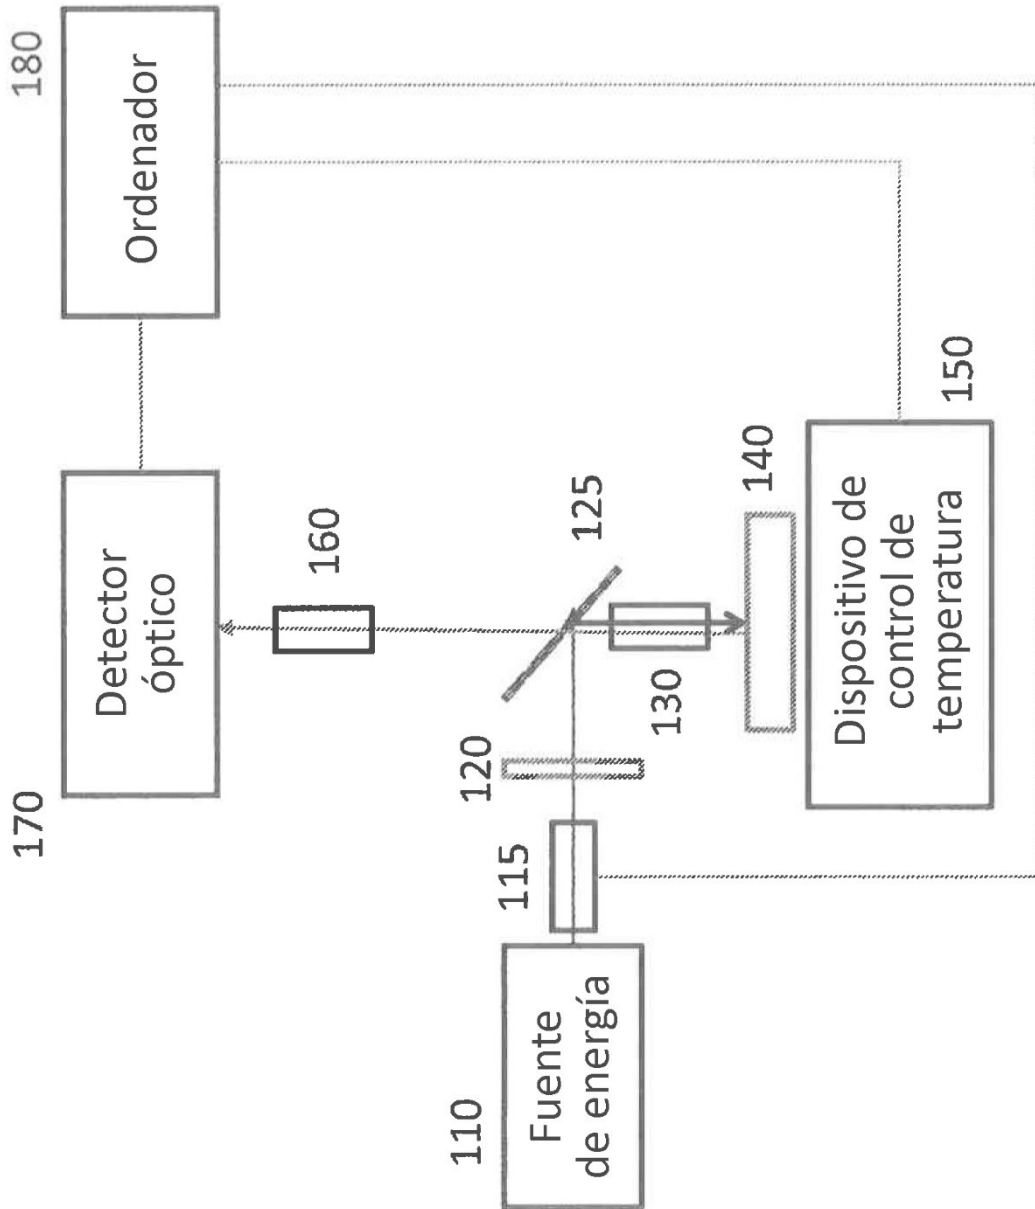 170
Detector
óptico
180
Ordenador
160
110
Fuente
de energía
115
120
125
130
140
150
Dispositivo de
control de
temperatura